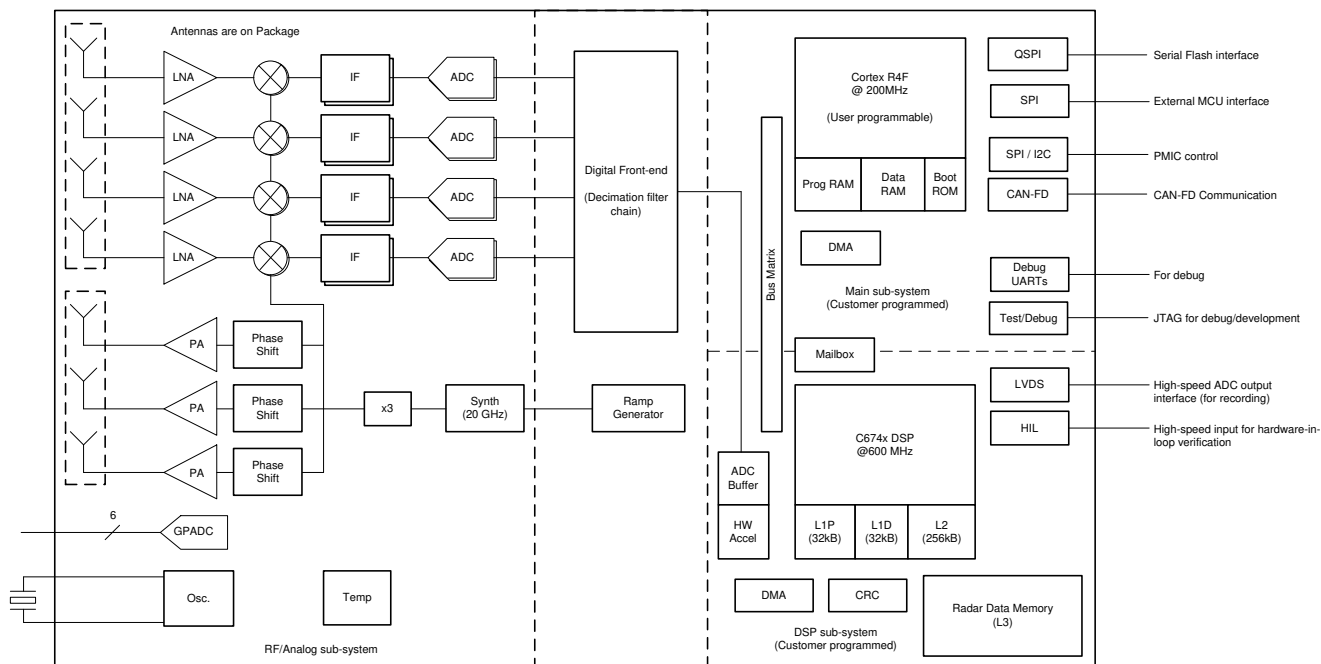 Antennas are on Package
LNA
IF
ADC
LNA
IF
ADC
LNA
IF
ADC
LNA
IF
ADC
Digital Front-end
(Decimation filter
chain)
PA
Phase
Shift
PA
Phase
Shift
PA
Phase
Shift
x3
Synth
(20 GHz)
Ramp
Generator
6
GPADC
Osc.
Temp
RF/Analog sub-system
Bus Matrix
Cortex R4F
@ 200MHz
(User programmable)
Prog RAM
Data
RAM
Boot
ROM
DMA
Main sub-system
(Customer programmed)
QSPI
Serial Flash interface
SPI
External MCU interface
SPI / I2C
PMIC control
CAN-FD
CAN-FD Communication
Debug
UARTs
For debug
Test/Debug
JTAG for debug/development
Mailbox
LVDS
High-speed ADC output
interface (for recording)
HIL
High-speed input for hardware-in-
loop verification
C674x DSP
@600 MHz
ADC
Buffer
HW
Accel
L1P
(32kB)
L1D
(32kB)
L2
(256kB)
DMA
CRC
Radar Data Memory
(L3)
DSP sub-system
(Customer programmed)